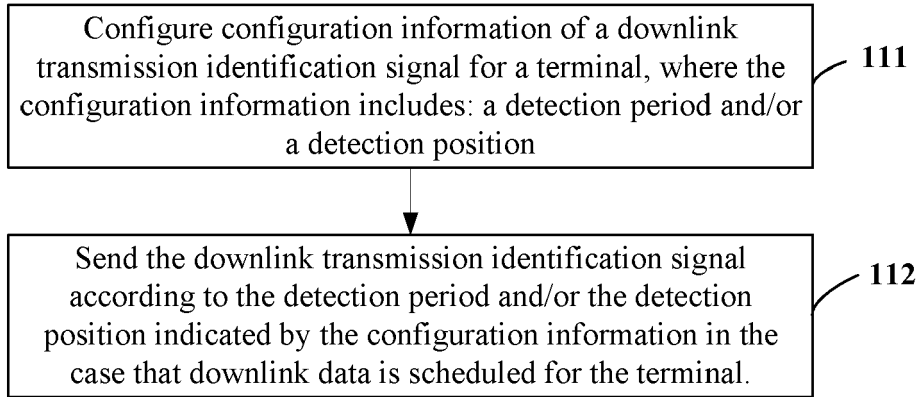 Configure configuration information of a downlink
transmission identification signal for a terminal, where the
configuration information includes: a detection period and/or
a detection position
111
Send the downlink transmission identification signal
according to the detection period and/or the detection
position indicated by the configuration information in the
case that downlink data is scheduled for the terminal.
112